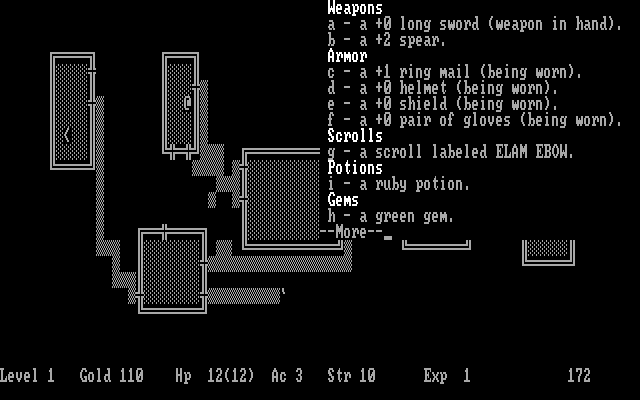 Weapons
a - a +0 long sword (weapon in hand).
b - a +2 spear.
Armor
c - a +1 ring mail (being worn).
d - a +0 helmet (being worn).
e - a +0 shield (being worn).
f - a +0 pair of gloves (being worn).
Scrolls
g - a scroll labeled ELAM EBOW.
Potions
i - a ruby potion.
Gems
h - a green gem.
--More--
Level 1 Gold 110 Hp 12(12) Ac 3 Str 10 Exp 1 172